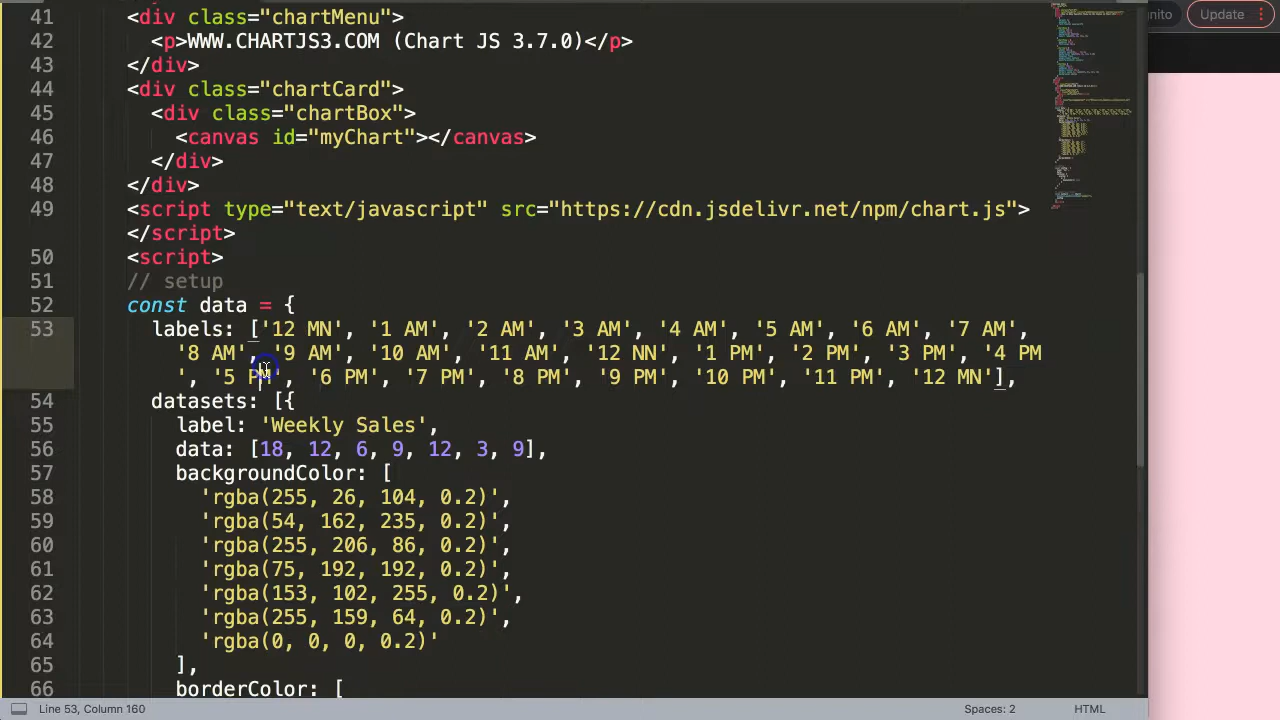 41 <div class="chartMenu">
42 <p>WWW.CHARTJS3.COM (Chart JS 3.7.0)</p>
43 </div>
44 <div class="chartCard">
45 <div class="chartBox">
46 <canvas id="myChart"></canvas>
47 </div>
48 </div>
49 <script type="text/javascript" src="https://cdn.jsdelivr.net/npm/chart.js">
</script>
50 <script>
51 // setup
52 const data = {
53 labels: ['12 MN', '1 AM', '2 AM', '3 AM', '4 AM', '5 AM', '6 AM', '7 AM',
'8 AM', '9 AM', '10 AM', '11 AM', '12 NN', '1 PM', '2 PM', '3 PM', '4 PM
', '5 PM', '6 PM', '7 PM', '8 PM', '9 PM', '10 PM', '11 PM', '12 MN'],
54 datasets: [{
55 label: 'Weekly Sales',
56 data: [18, 12, 6, 9, 12, 3, 9],
57 backgroundColor: [
58 'rgba(255, 26, 104, 0.2)',
59 'rgba(54, 162, 235, 0.2)',
60 'rgba(255, 206, 86, 0.2)',
61 'rgba(75, 192, 192, 0.2)',
62 'rgba(153, 102, 255, 0.2)',
63 'rgba(255, 159, 64, 0.2)',
64 'rgba(0, 0, 0, 0.2)'
65 ],
66 borderColor: [
Line 53, Column 160
Spaces: 2
HTML
Update